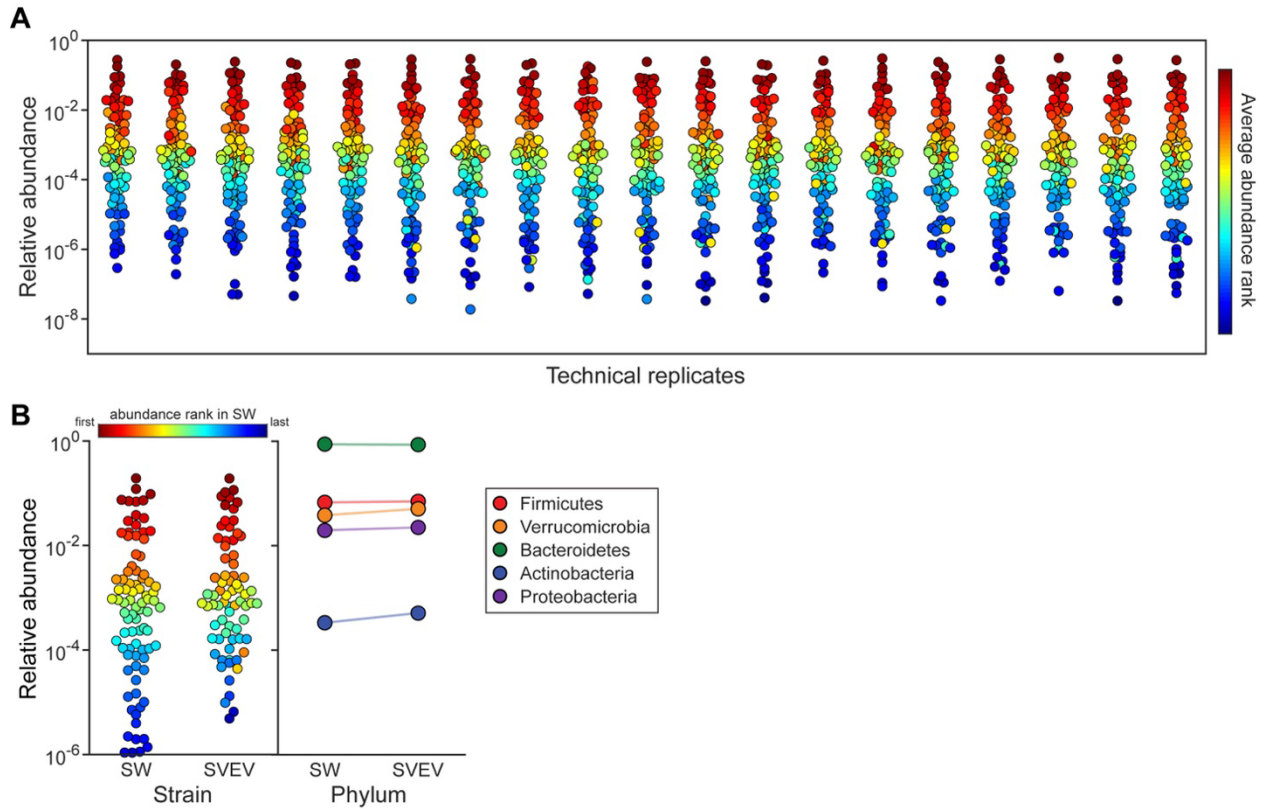 A
10^0
10^-2
10^-4
10^-6
10^-8
Relative abundance
Technical replicates
Average abundance rank
B
abundance rank in SW
first
last
10^0
10^-2
10^-4
10^-6
Relative abundance
SW
SVEV
Strain
SW
SVEV
Phylum
Firmicutes
Verrucomicrobia
Bacteroidetes
Actinobacteria
Proteobacteria